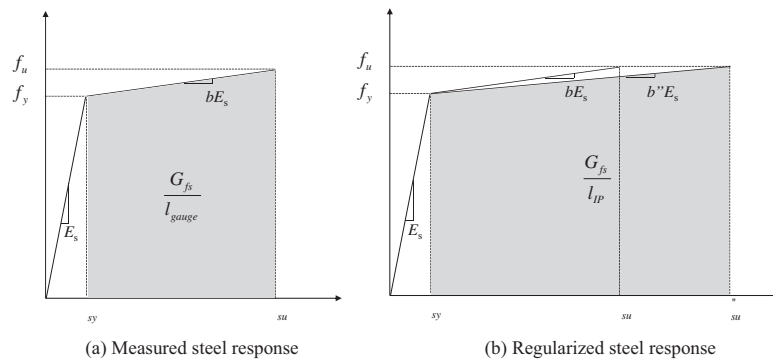 f_u
f_y
bE_s
G_fs
l_gauge
E_s
sy
su
(a) Measured steel response
f_u
f_y
bE_s
b”E_s
G_fs
l_IP
E_s
sy
su
su
*
(b) Regularized steel response